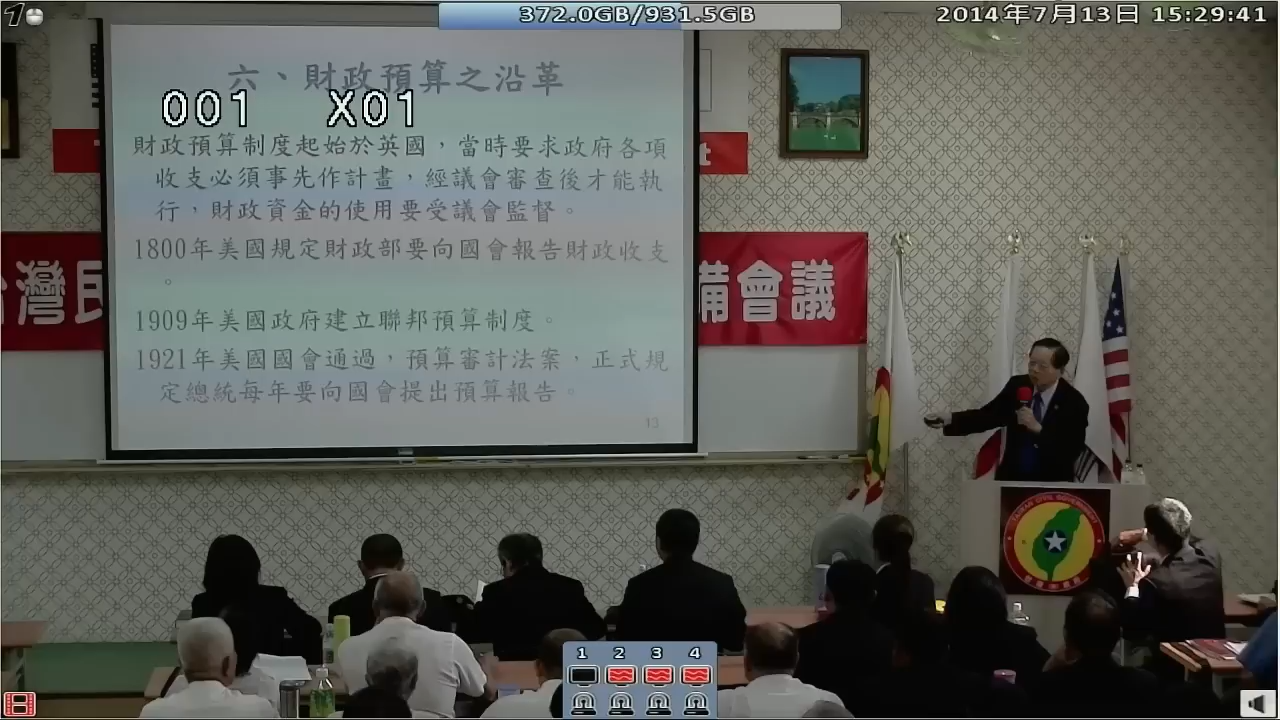 1
372.0GB/931.5GB
2014年7月13日 15:29:41
六、財政預算之沿革
001 X01
財政預算制度起始於英國，當時要求政府各項
收支必須事先作計畫，經議會審查後才能執
行，財政資金的使用要受議會監督。
t
1800年美國規定財政部要向國會報告財政收支
。
台灣民
備會議
1909年美國政府建立聯邦預算制度。
1921年美國國會通過，預算審計法案，正式規
定總統每年要向國會提出預算報告。
13
TAIWAN CIVIL GOVERNMENT
1 2 3 4